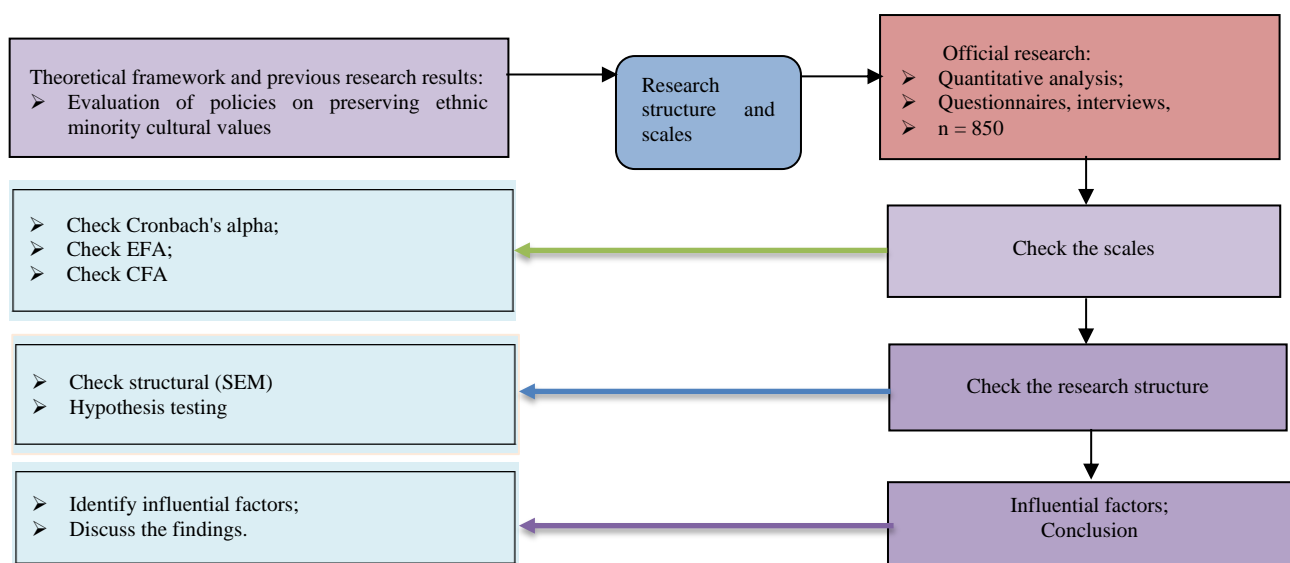 Theoretical framework and previous research results:
➢ Evaluation of policies on preserving ethnic
minority cultural values
Research
structure and
scales
Official research:
➢ Quantitative analysis;
➢ Questionnaires, interviews,
➢ n = 850
➢ Check Cronbach's alpha;
➢ Check EFA;
➢ Check CFA
Check the scales
➢ Check structural (SEM)
➢ Hypothesis testing
Check the research structure
➢ Identify influential factors;
➢ Discuss the findings.
Influential factors;
Conclusion